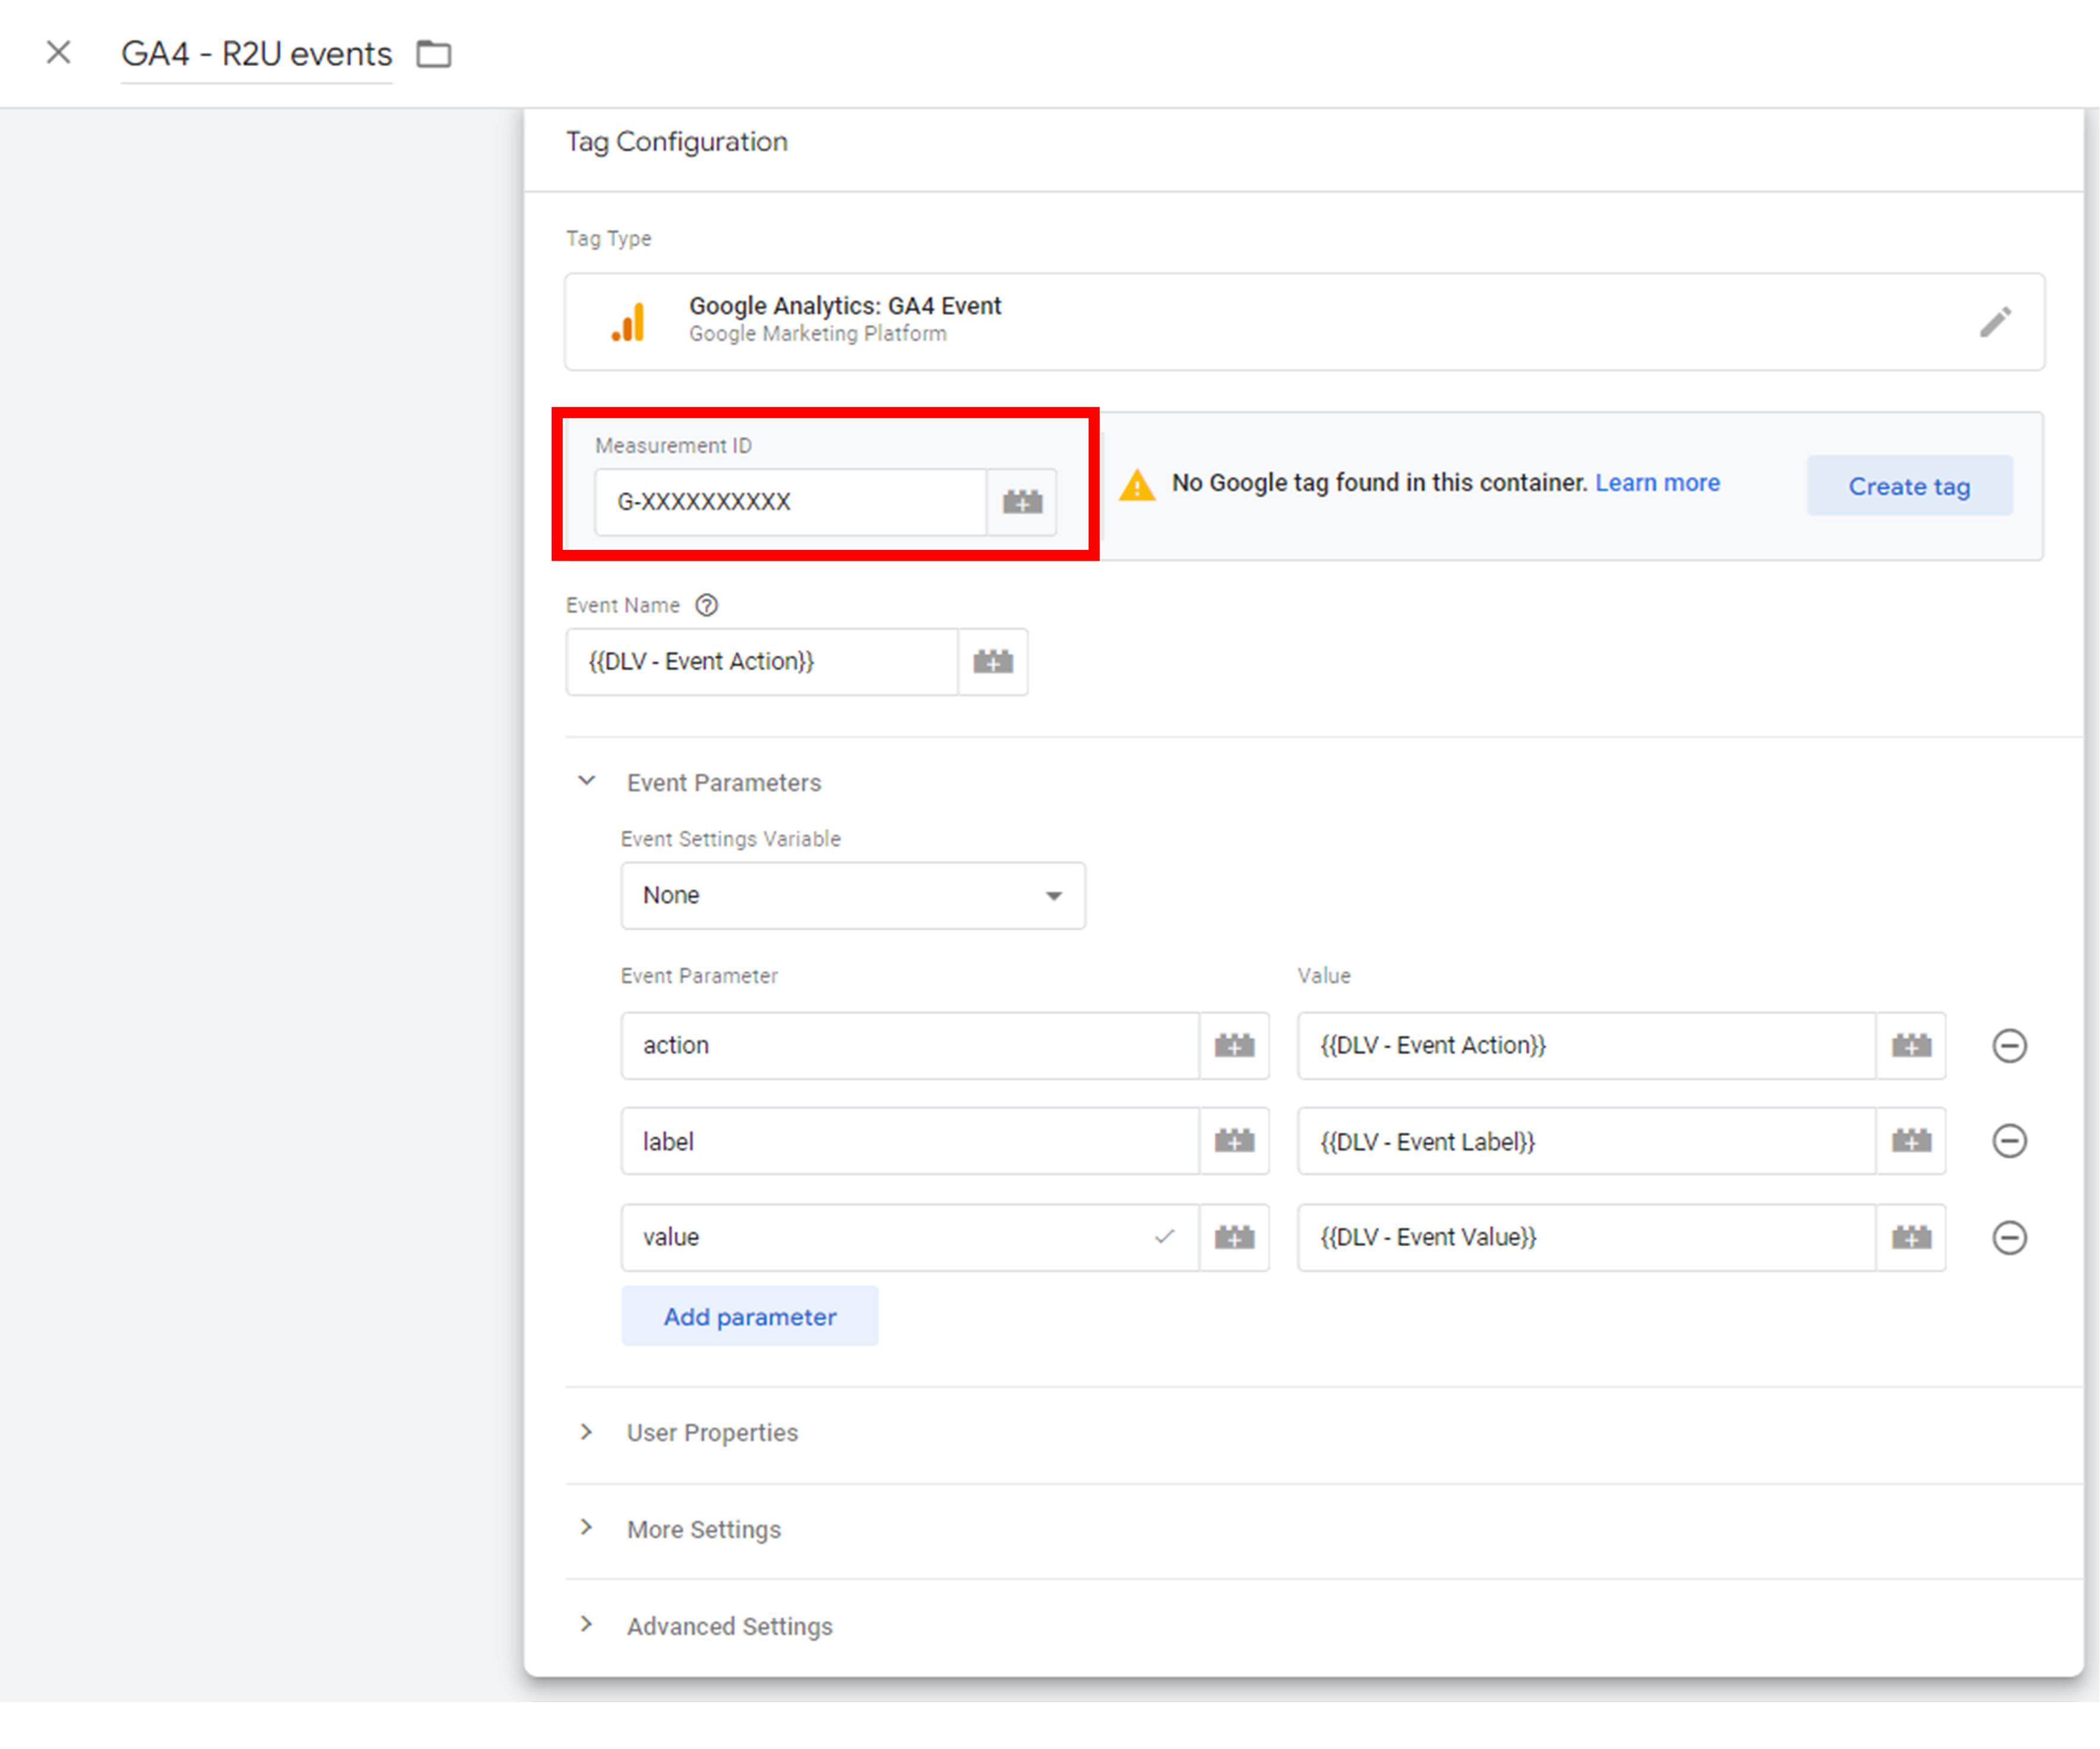 GA4 - R2U events
Tag Configuration
Tag Type
Google Analytics: GA4 Event
Google Marketing Platform
Measurement ID
G-XXXXXXXXXX
No Google tag found in this container. Learn more
Create tag
Event Name
{{DLV - Event Action}}
Event Parameters
Event Settings Variable
None
Event Parameter Value
action {{DLV - Event Action}}
label {{DLV - Event Label}}
value {{DLV - Event Value}}
Add parameter
User Properties
More Settings
Advanced Settings